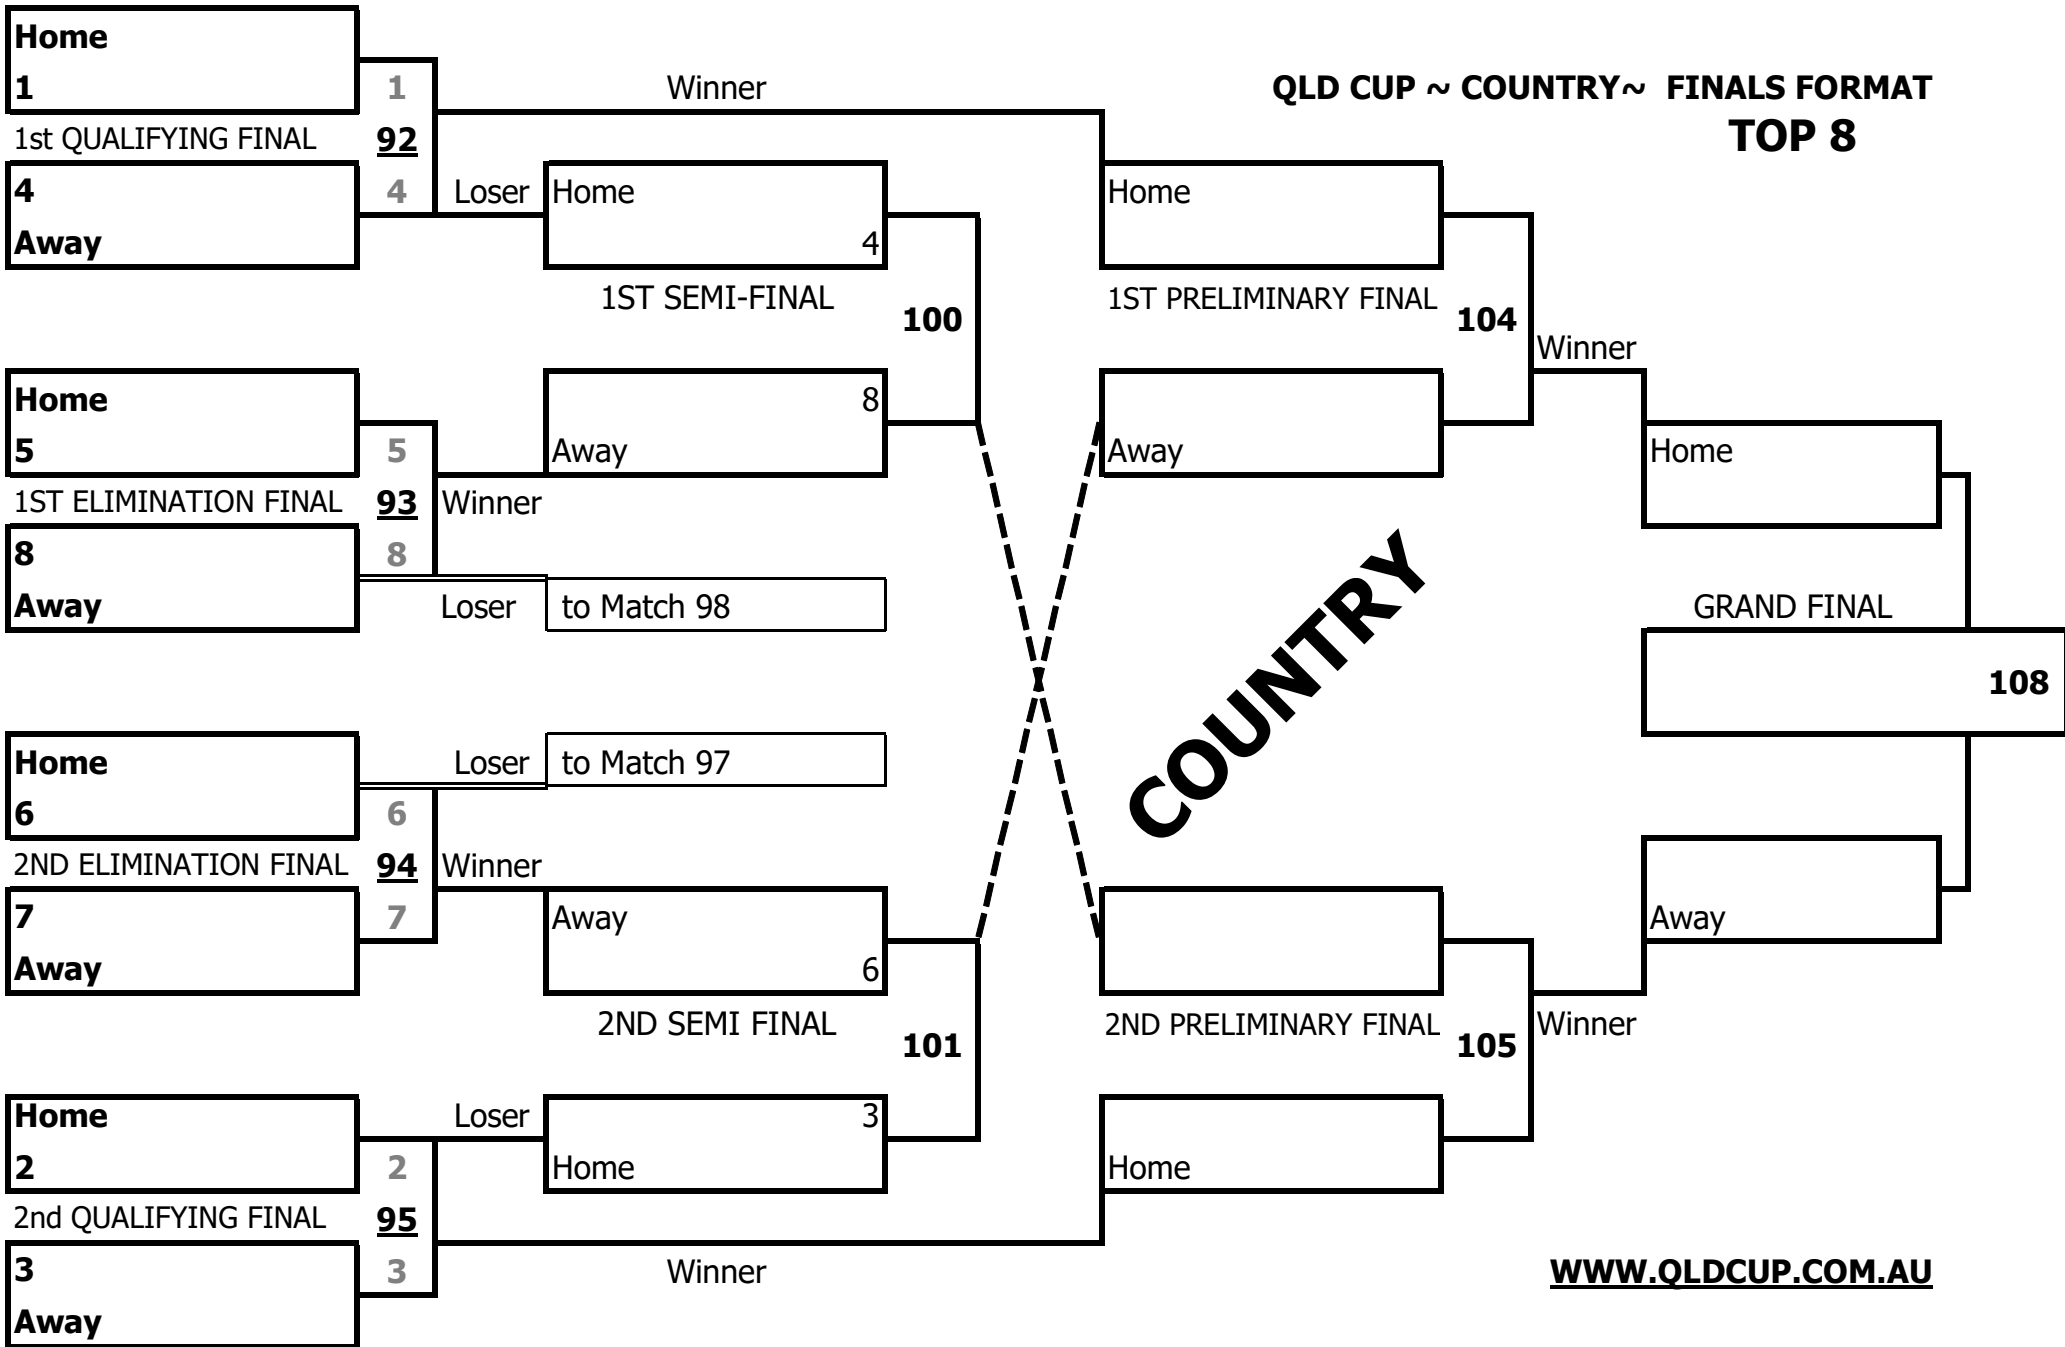 Home
1
1
Winner
QLD CUP ~ COUNTRY~ FINALS FORMAT
TOP 8
1st QUALIFYING FINAL
92
4
4
Loser
Home
Home
Away
4
1ST SEMI-FINAL
1ST PRELIMINARY FINAL
100
104
Winner
Home
8
5
5
Away
Away
Home
1ST ELIMINATION FINAL
93
Winner
8
8
Away
Loser
to Match 98
GRAND FINAL
COUNTRY
108
Home
Loser
to Match 97
6
6
2ND ELIMINATION FINAL
94
Winner
7
7
Away
Away
Away
6
2ND SEMI FINAL
2ND PRELIMINARY FINAL
Winner
101
105
Home
Loser
3
2
2
Home
Home
2nd QUALIFYING FINAL
95
3
3
Winner
WWW.QLDCUP.COM.AU
Away